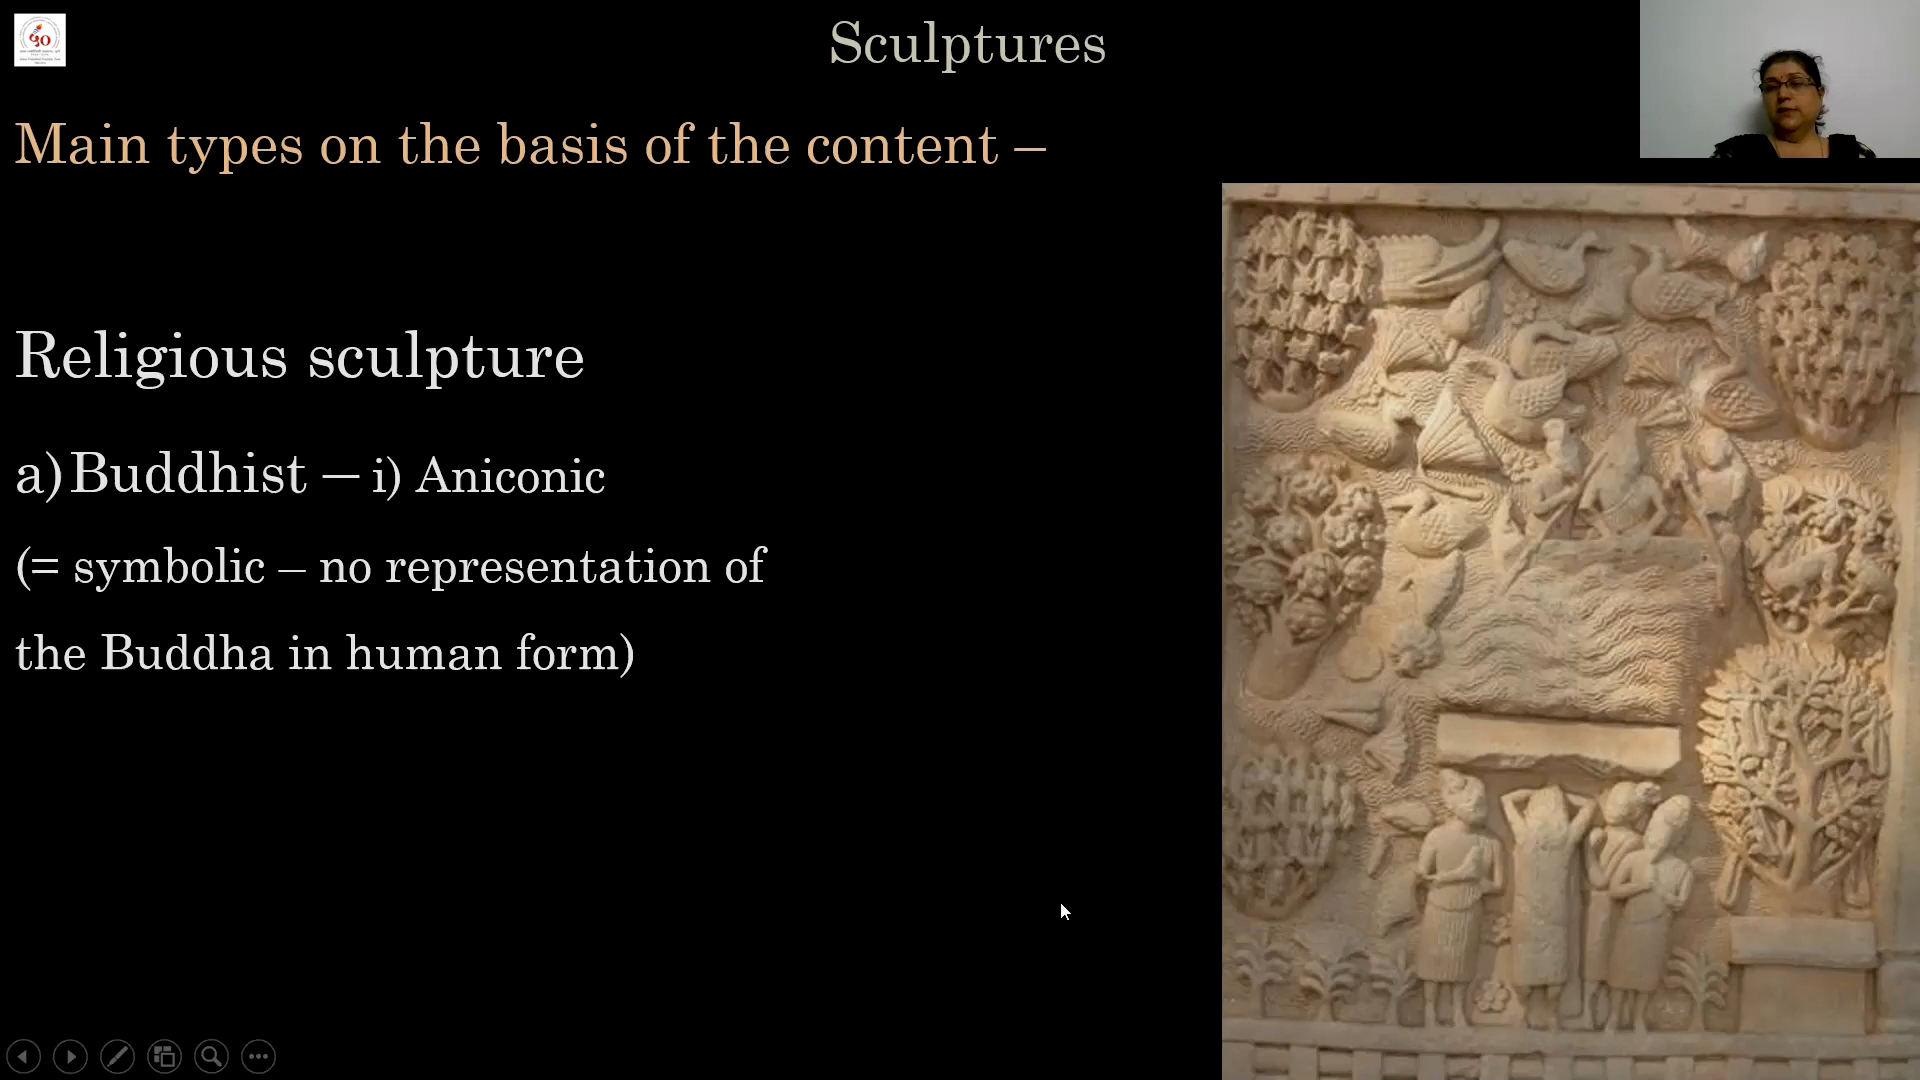 Sculptures
Main types on the basis of the content –
Religious sculpture
a) Buddhist – i) Aniconic
(= symbolic – no representation of
the Buddha in human form)
५०